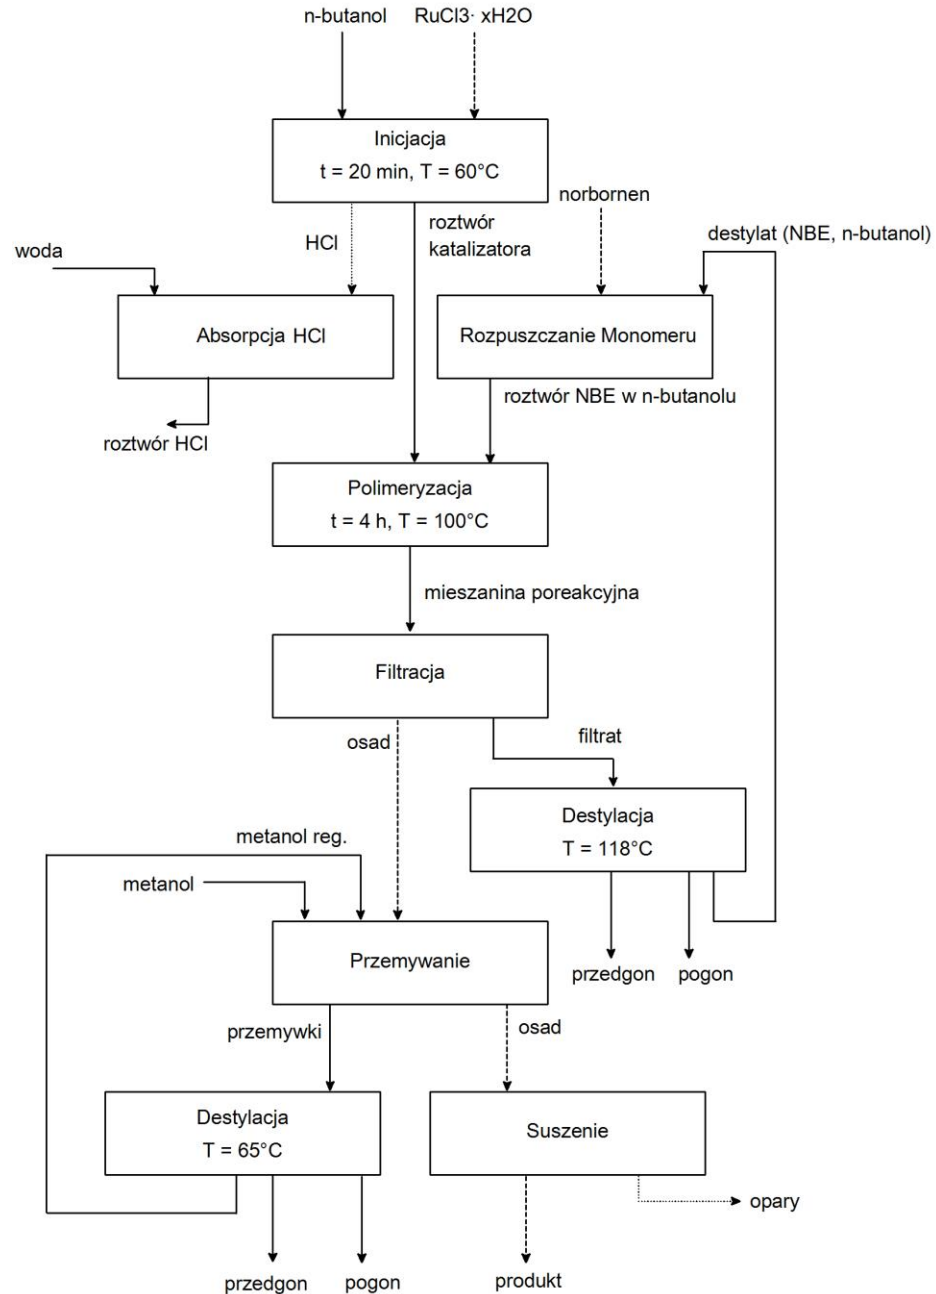 n-butanol
RuCl3· xH2O
Inicjacja
t = 20 min, T = 60°C
norbornen
HCl
roztwór
katalizatora
destylat (NBE, n-butanol)
woda
Absorpcja HCl
Rozpuszczanie Monomeru
roztwór NBE w n-butanolu
roztwór HCl
Polimeryzacja
t = 4 h, T = 100°C
mieszanina poreakcyjna
Filtracja
osad
filtrat
Destylacja
T = 118°C
metanol reg.
metanol
Przemywanie
przedgon
pogon
przemywki
osad
Destylacja
T = 65°C
Suszenie
opary
przedgon
pogon
produkt